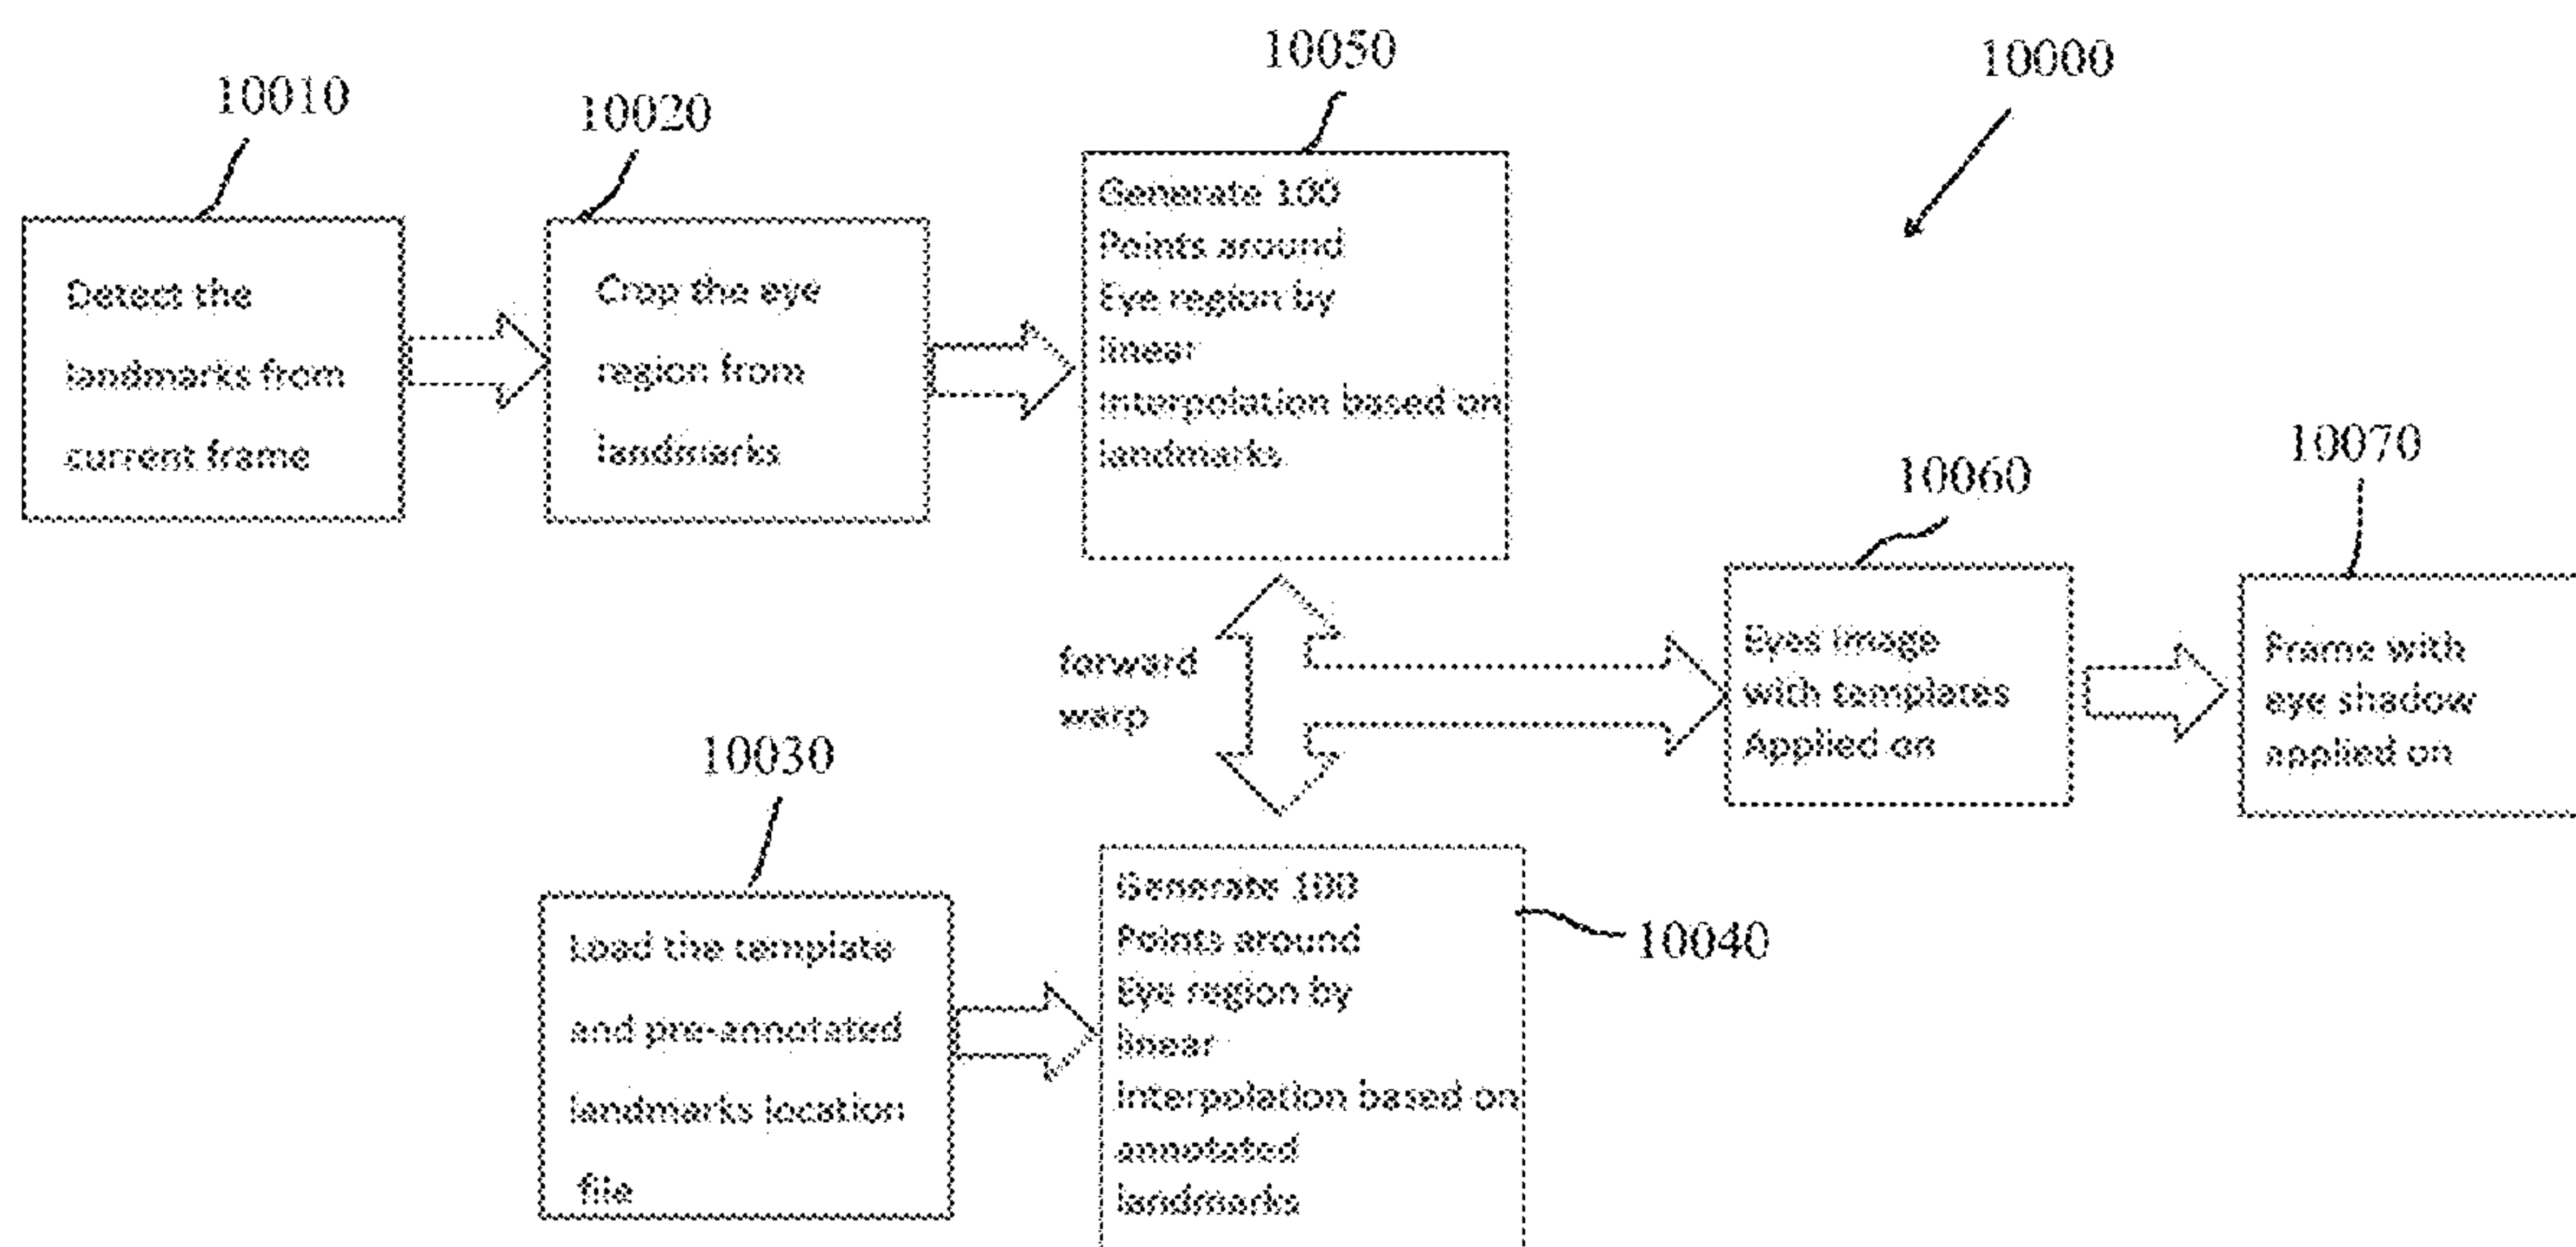 10010
Detect the
landmarks from
current frame
10020
Crop the eye
region from
landmarks
10050
Generate 100
Points around
Eye region by
linear
Interpolation based on
landmarks
10000
forward
warp
10060
Eyes image
with templates
Applied on
10070
Frame with
eye shadow
applied on
10030
Load the template
and pre-annotated
landmarks location
file
10040
Generate 100
Points around
Eye region by
linear
Interpolation based on
annotated
landmarks